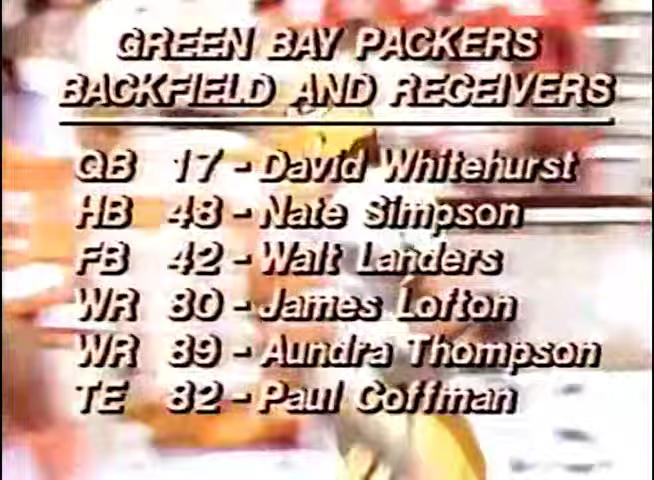 GREEN BAY PACKERS
BACKFIELD AND RECEIVERS
QB 17 - David Whitehurst
HB 48 - Nate Simpson
FB 42 - Walt Landers
WR 80 - James Lofton
WR 89 - Aundra Thompson
TE 82 - Paul Coffman